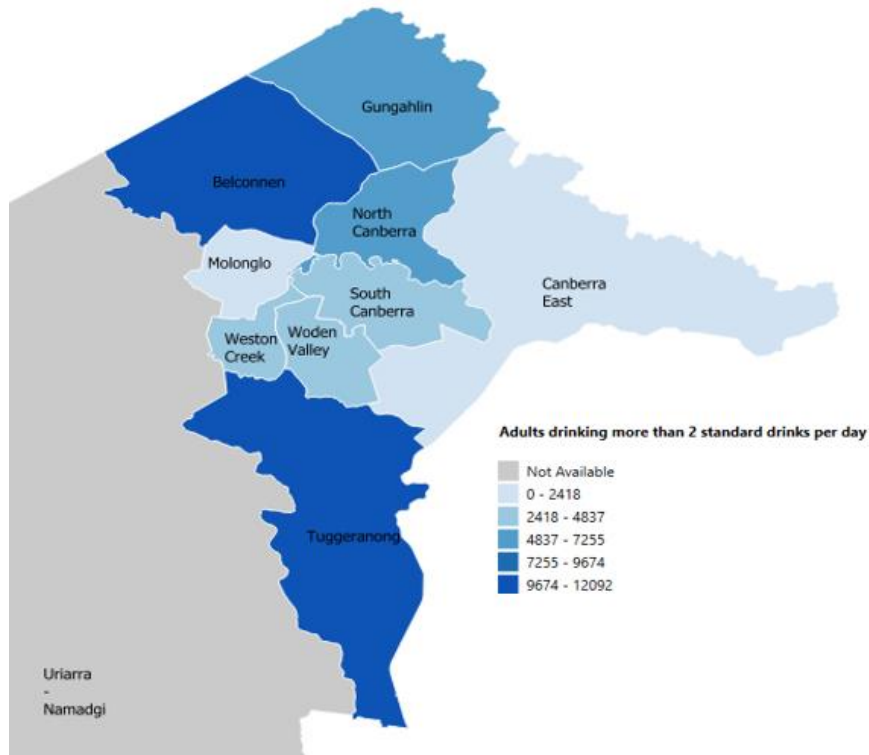 Gungahlin
Belconnen
North
Canberra
Molonglo
Canberra
East
South
Canberra
Weston
Creek
Woden
Valley
Tuggeranong
Uriarra
-
Namadgi
Adults drinking more than 2 standard drinks per day
Not Available
0 - 2418
2418 - 4837
4837 - 7255
7255 - 9674
9674 - 12092